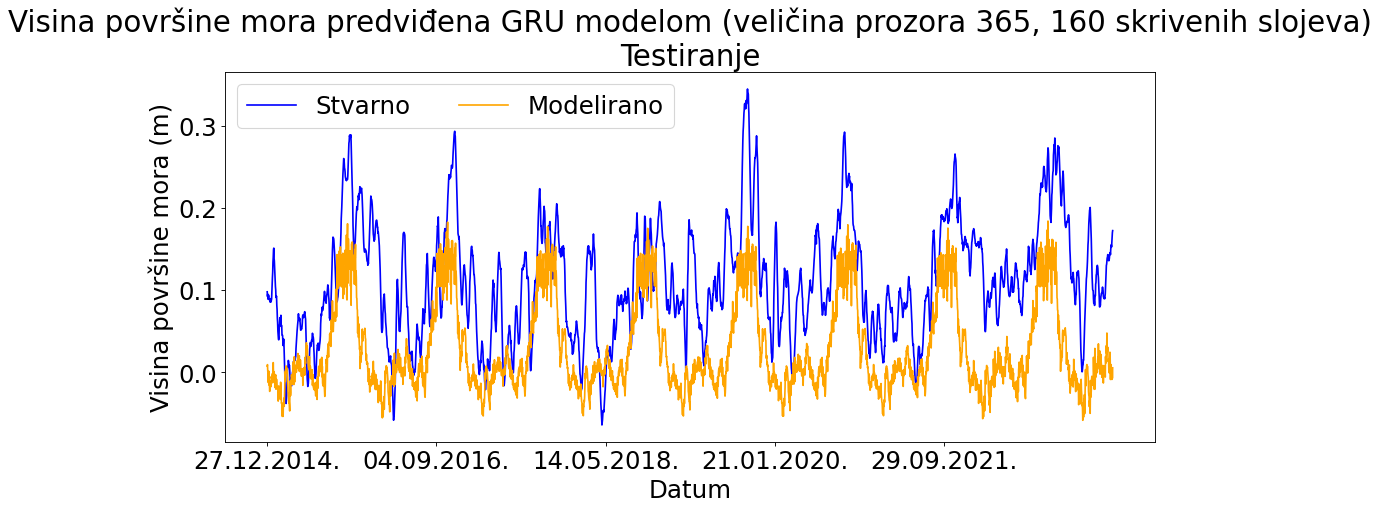 Visina površine mora predviđena GRU modelom (veličina prozora 365, 160 skrivenih slojeva)
Testiranje
Stvarno Modelirano
Visina površine mora (m)
0.3
0.2
0.1
0.0
27.12.2014. 04.09.2016. 14.05.2018. 21.01.2020. 29.09.2021.
Datum